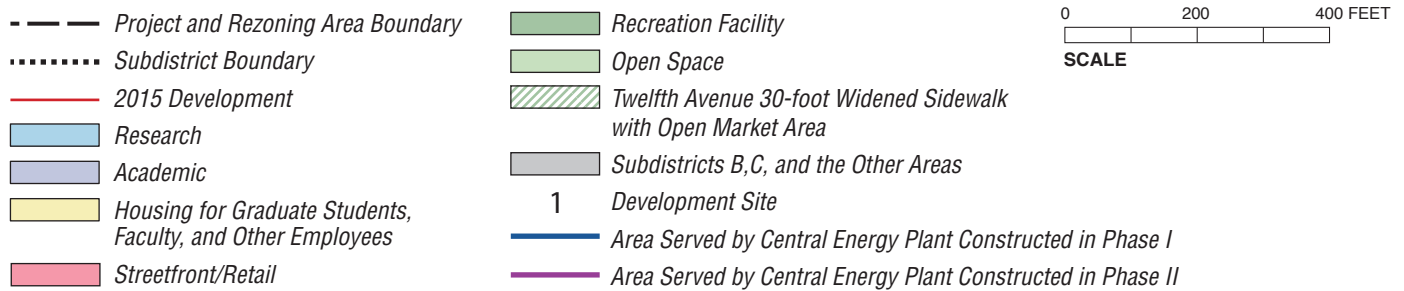 Project and Rezoning Area Boundary
Subdistrict Boundary
2015 Development
Research
Academic
Housing for Graduate Students,
Faculty, and Other Employees
Streetfront/Retail
Recreation Facility
Open Space
Twelfth Avenue 30-foot Widened Sidewalk
with Open Market Area
Subdistricts B,C, and the Other Areas
1 Development Site
Area Served by Central Energy Plant Constructed in Phase I
Area Served by Central Energy Plant Constructed in Phase II
0 200 400 FEET
SCALE